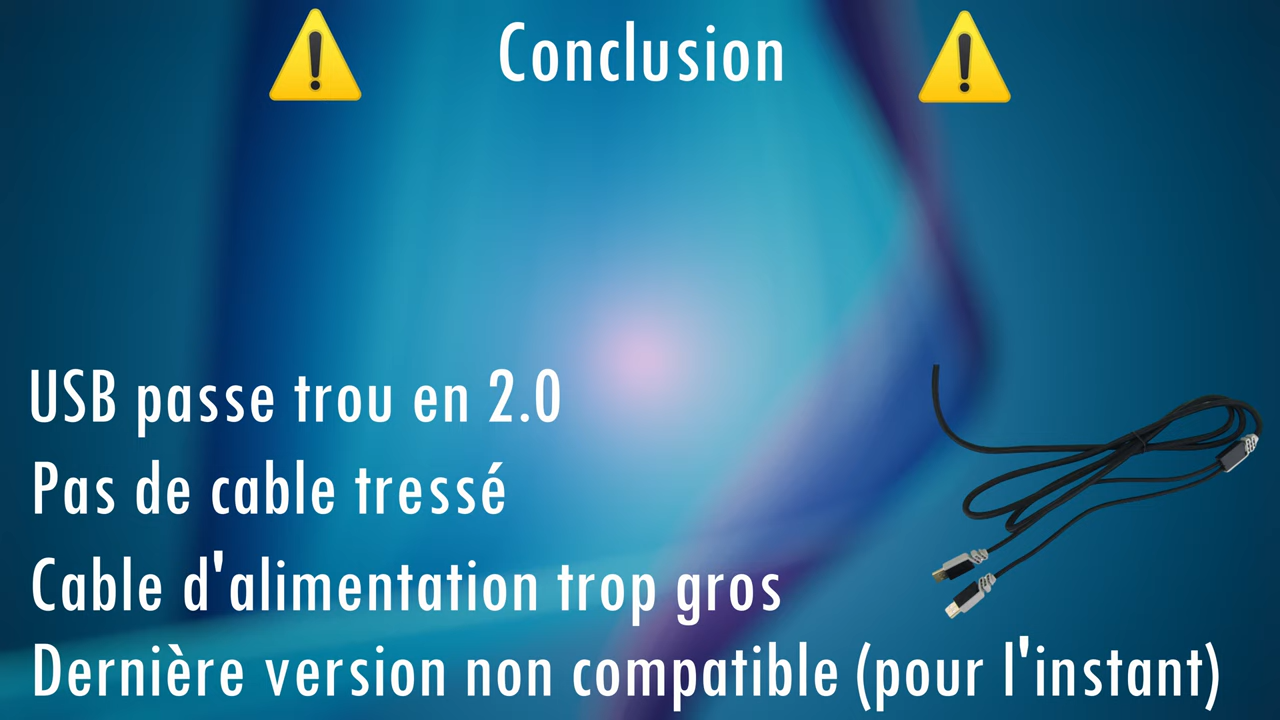 Conclusion
USB passe trou en 2.0
Pas de cable tressé
Cable d'alimentation trop gros
Dernière version non compatible (pour l'instant)